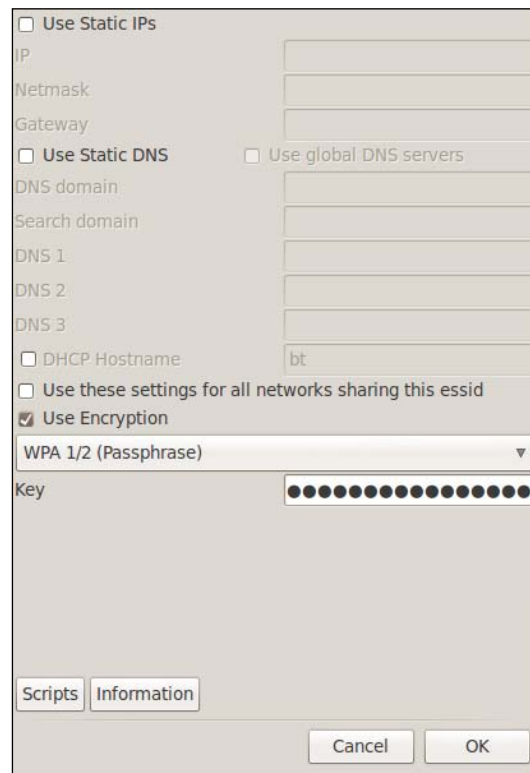 Use Static IPs
IP
Netmask
Gateway
Use Static DNS Use global DNS servers
DNS domain
Search domain
DNS 1
DNS 2
DNS 3
DHCP Hostname bt
Use these settings for all networks sharing this essid
Use Encryption
WPA 1/2 (Passphrase)
Key ●●●●●●●●●●●●●●●●
Scripts Information
Cancel OK